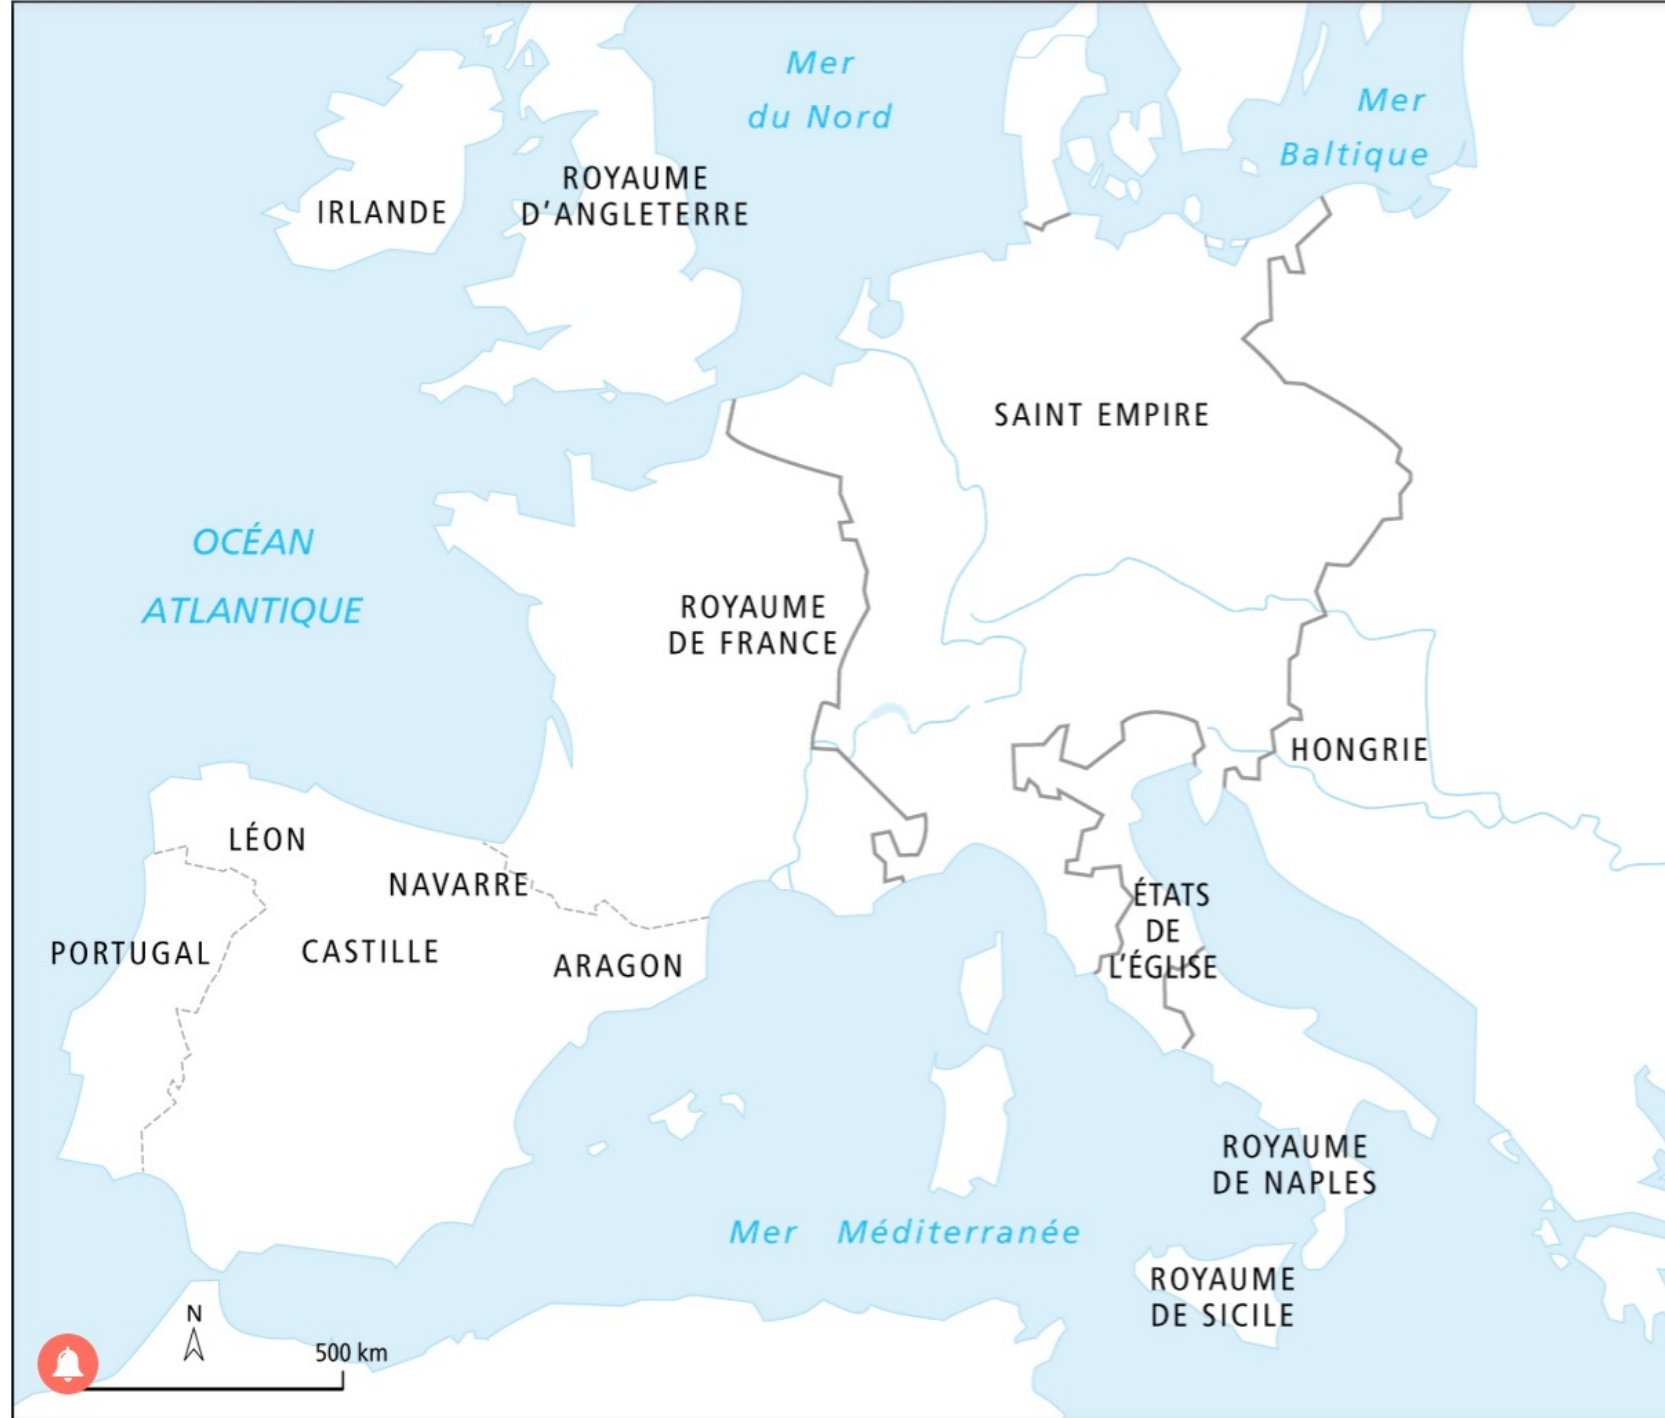 Mer
du Nord
Mer
Baltique
ROYAUME
D'ANGLETERRE
IRLANDE
SAINT EMPIRE
OCÉAN
ATLANTIQUE
ROYAUME
DE FRANCE
HONGRIE
LÉON
NAVARRE
PORTUGAL
CASTILLE
ARAGON
ÉTATS
DE
L'ÉGLISE
ROYAUME
DE NAPLES
Mer Méditerranée
ROYAUME
DE SICILE
N
500 km